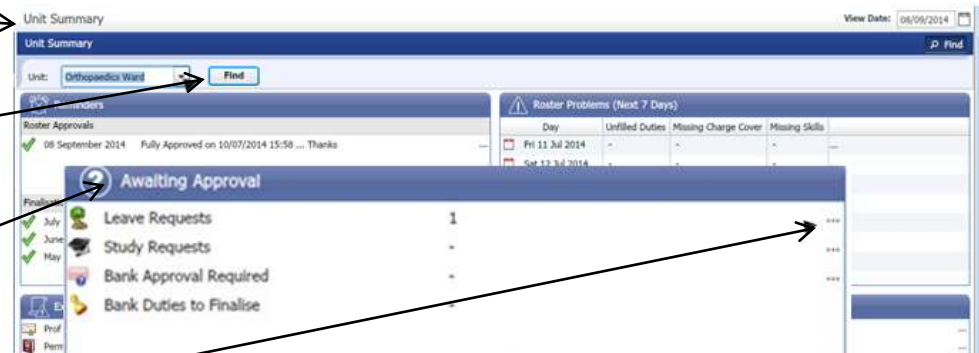 Unit Summary
View Date: 08/09/2014
Unit Summary
Find
Unit: Orthopaedics Ward Find
Reminders
Roster Approvals
08 September 2014 Fully Approved on 10/07/2014 15:58 ... Thanks ...
Finalisati
July
June
May
Roster Problems (Next 7 Days)
Day Unfilled Duties Missing Charge Cover Missing Skills
Fri 11 Jul 2014 - - - ...
Sat 12 Jul 2014 - - -
Awaiting Approval
Leave Requests 1 ...
Study Requests - ...
Bank Approval Required - ...
Bank Duties to Finalise -
Prof ...
Perm ...